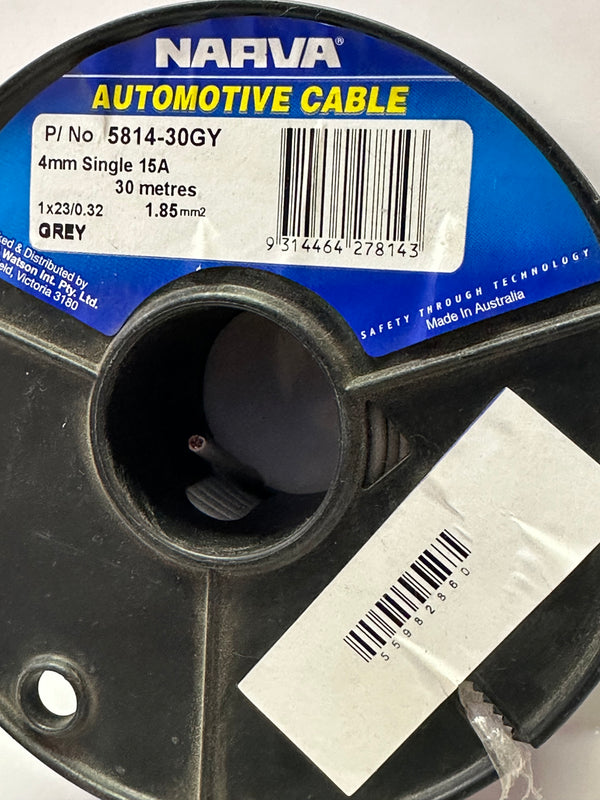 NARVA®
AUTOMOTIVE CABLE
P/ No 5814-30GY
4mm Single 15A
30 metres
1x23/0.32 1.85mm2
GREY
9 314464 278143
& Distributed by
Watson Int. Pty. Ltd.
Victoria 3180
SAFETY THROUGH TECHNOLOGY
Made In Australia
55982860